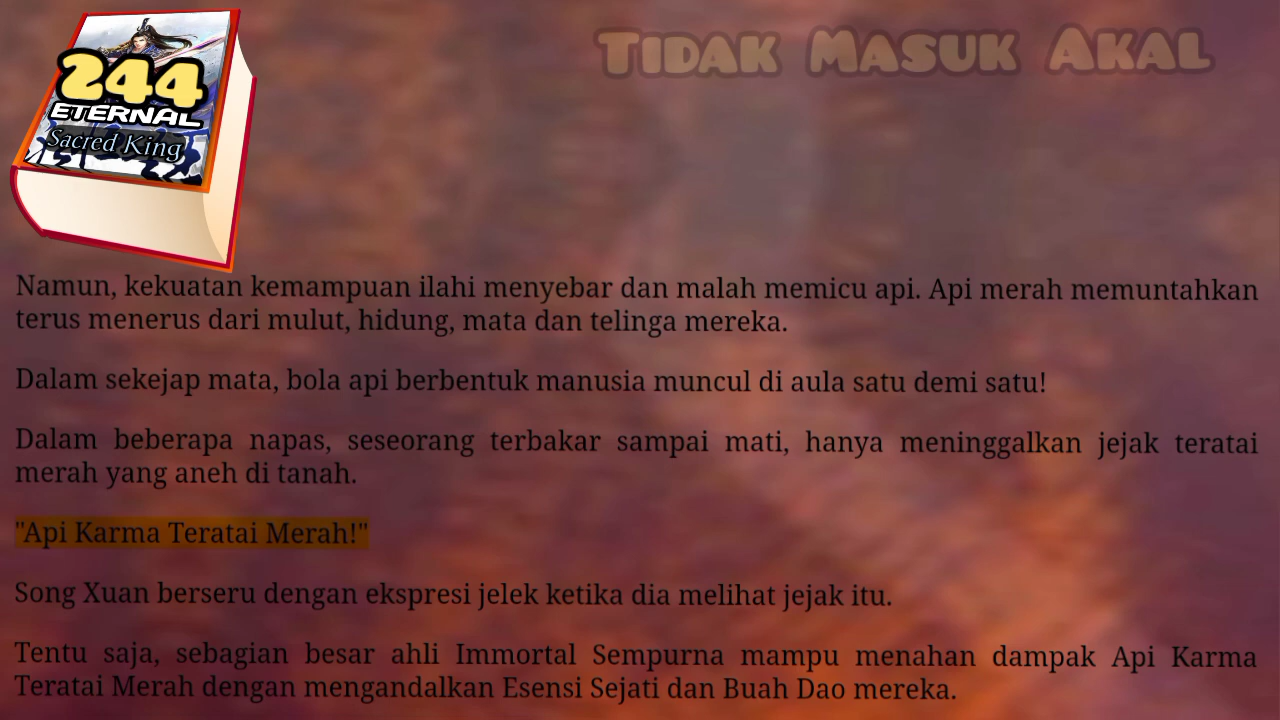 244
ETERNAL
Sacred King
TIDAK MASUK AKAL
Namun, kekuatan kemampuan ilahi menyebar dan malah memicu api. Api merah memuntahkan
terus menerus dari mulut, hidung, mata dan telinga mereka.
Dalam sekejap mata, bola api berbentuk manusia muncul di aula satu demi satu!
Dalam beberapa napas, seseorang terbakar sampai mati, hanya meninggalkan jejak teratai
merah yang aneh di tanah.
"Api Karma Teratai Merah!"
Song Xuan berseru dengan ekspresi jelek ketika dia melihat jejak itu.
Tentu saja, sebagian besar ahli Immortal Sempurna mampu menahan dampak Api Karma
Teratai Merah dengan mengandalkan Esensi Sejati dan Buah Dao mereka.